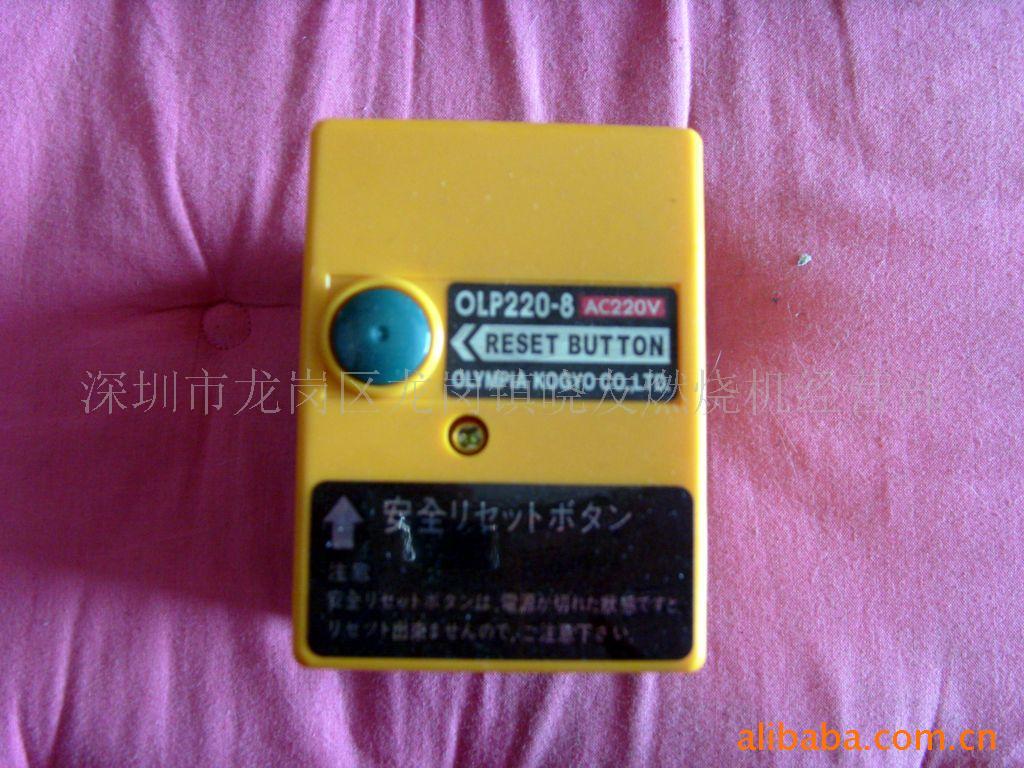 OLP220-8 AC220V
RESET BUTTON
OLYMPIA KOGYO CO.,LTD.
深圳市龙岗区龙岗镇晓发燃烧机经营部
安全リセットボタン
注意
安全リセットボタンは、電源が切れた状態ですと
リセット出来ませんので、ご注意下さい。
alibaba.com.cn